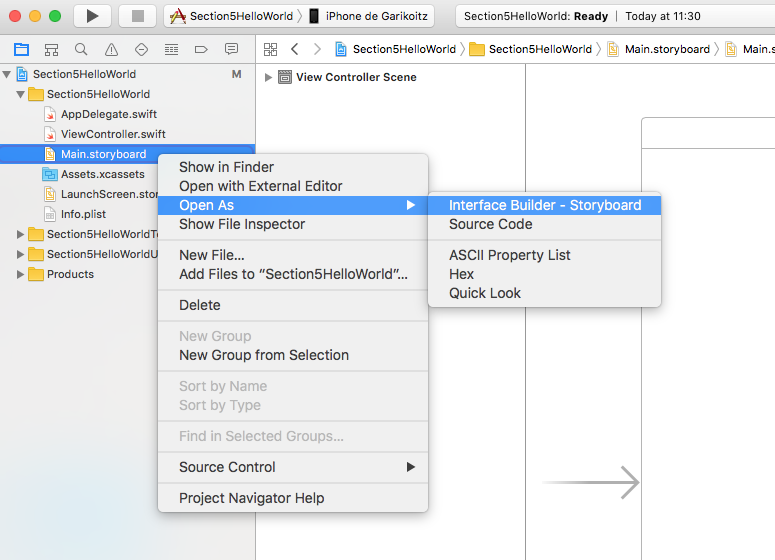 Section5HelloWorld iPhone de Garikoitz Section5HelloWorld: Ready | Today at 11:30
Section5HelloWorld Section5HelloWorld Main.storyboard Main.s
Section5HelloWorld M
View Controller Scene
Section5HelloWorld
AppDelegate.swift
ViewController.swift
Main.storyboard
Assets.xcassets
LaunchScreen.stor
Info.plist
Section5HelloWorldTe
Section5HelloWorldU
Products
Show in Finder
Open with External Editor
Open As
Show File Inspector
New File...
Add Files to “Section5HelloWorld”...
Delete
New Group
New Group from Selection
Sort by Name
Sort by Type
Find in Selected Groups...
Source Control
Project Navigator Help
Interface Builder - Storyboard
Source Code
ASCII Property List
Hex
Quick Look